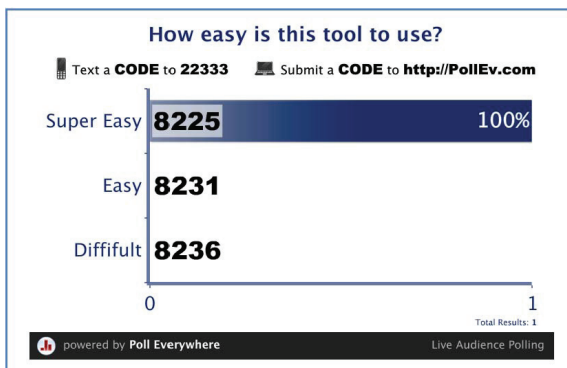 How easy is this tool to use?
Text a CODE to 22333 Submit a CODE to http://PollEv.com
Super Easy 8225 100%
Easy 8231
Diffifult 8236
0 1
Total Results: 1
powered by Poll Everywhere Live Audience Polling